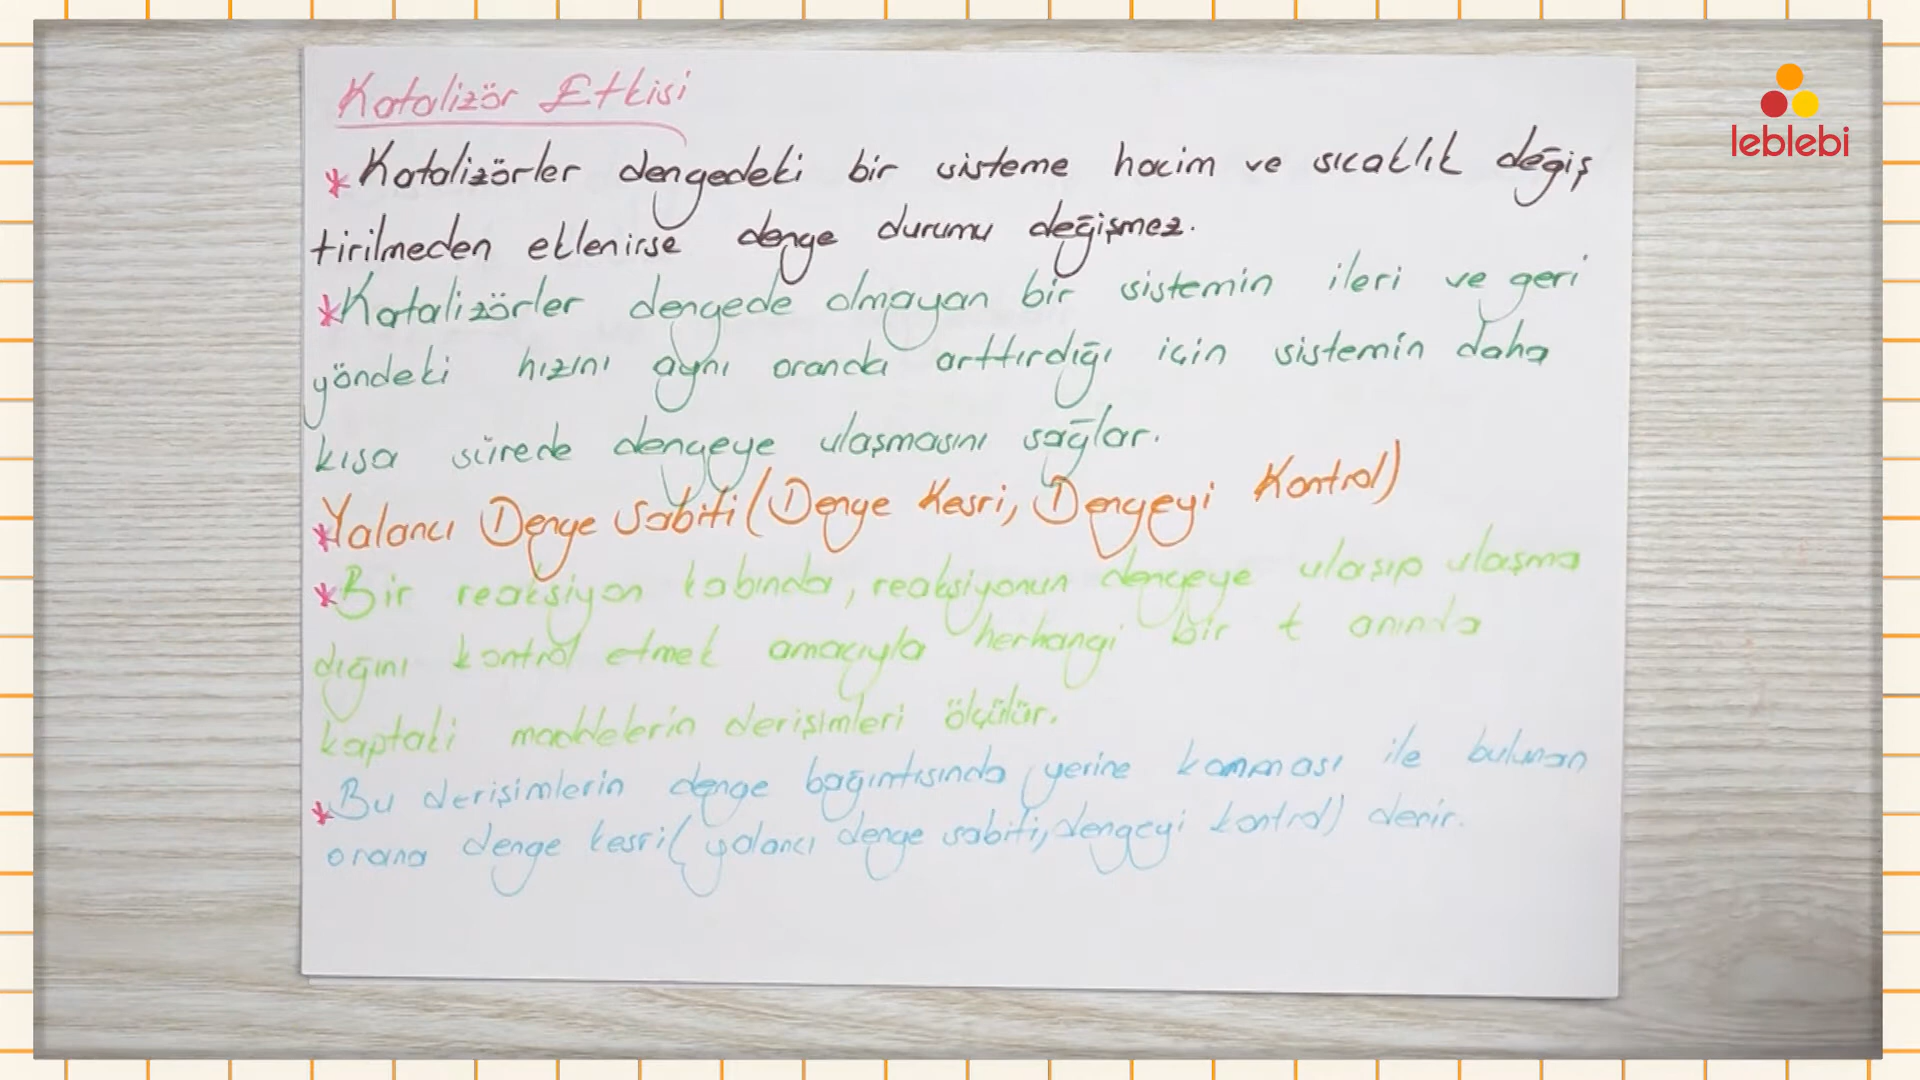 Katalizör Etkisi
leblebi
* Katalizörler dengedeki bir sisteme hacim ve sıcaklık değiş
tirilmeden eklenirse denge durumu değişmez.
* Katalizörler dengede olmayan bir sistemin ileri ve geri
yöndeki hızını aynı oranda arttırdığı için sistemin daha
kısa sürede dengeye ulaşmasını sağlar.
* Yalancı Denge Sabiti (Denge Kesri, Dengeyi Kontrol)
* Bir reaksiyon kabında, reaksiyonun dengeye ulaşıp ulaşma
dığını kontrol etmek amacıyla herhangi bir t anında
kaptaki maddelerin derişimleri ölçülür.
* Bu derişimlerin denge bağıntısında yerine konması ile bulunan
orana denge kesri (yalancı denge sabiti, dengeyi kontrol) denir.